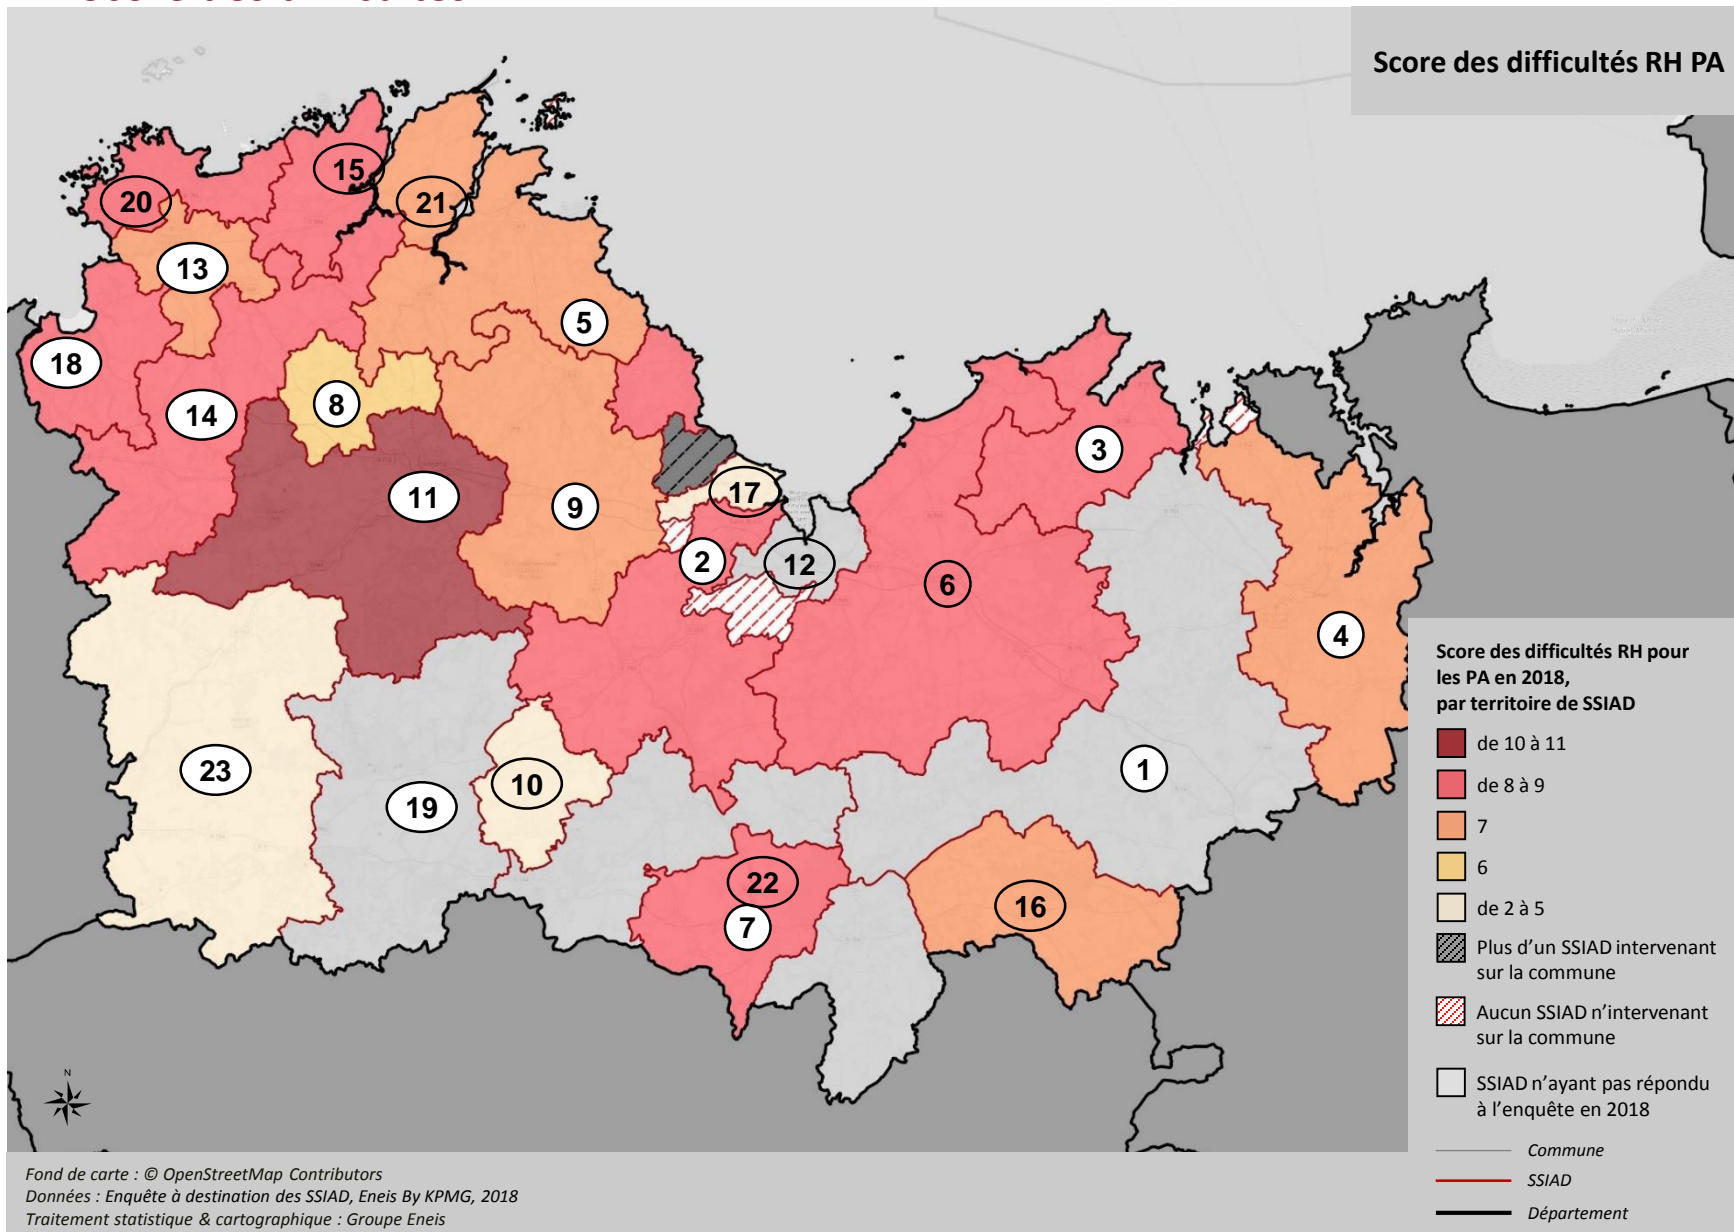 Score des difficultés RH PA
15
20
21
13
5
18
8
14
3
11
17
9
2
12
6
4
23
10
1
19
22
16
7
N
Score des difficultés RH pour
les PA en 2018,
par territoire de SSIAD
de 10 à 11
de 8 à 9
7
6
de 2 à 5
Plus d’un SSIAD intervenant
sur la commune
Aucun SSIAD n’intervenant
sur la commune
SSIAD n’ayant pas répondu
à l’enquête en 2018
Commune
SSIAD
Département
Fond de carte : © OpenStreetMap Contributors
Données : Enquête à destination des SSIAD, Eneis By KPMG, 2018
Traitement statistique & cartographique : Groupe Eneis